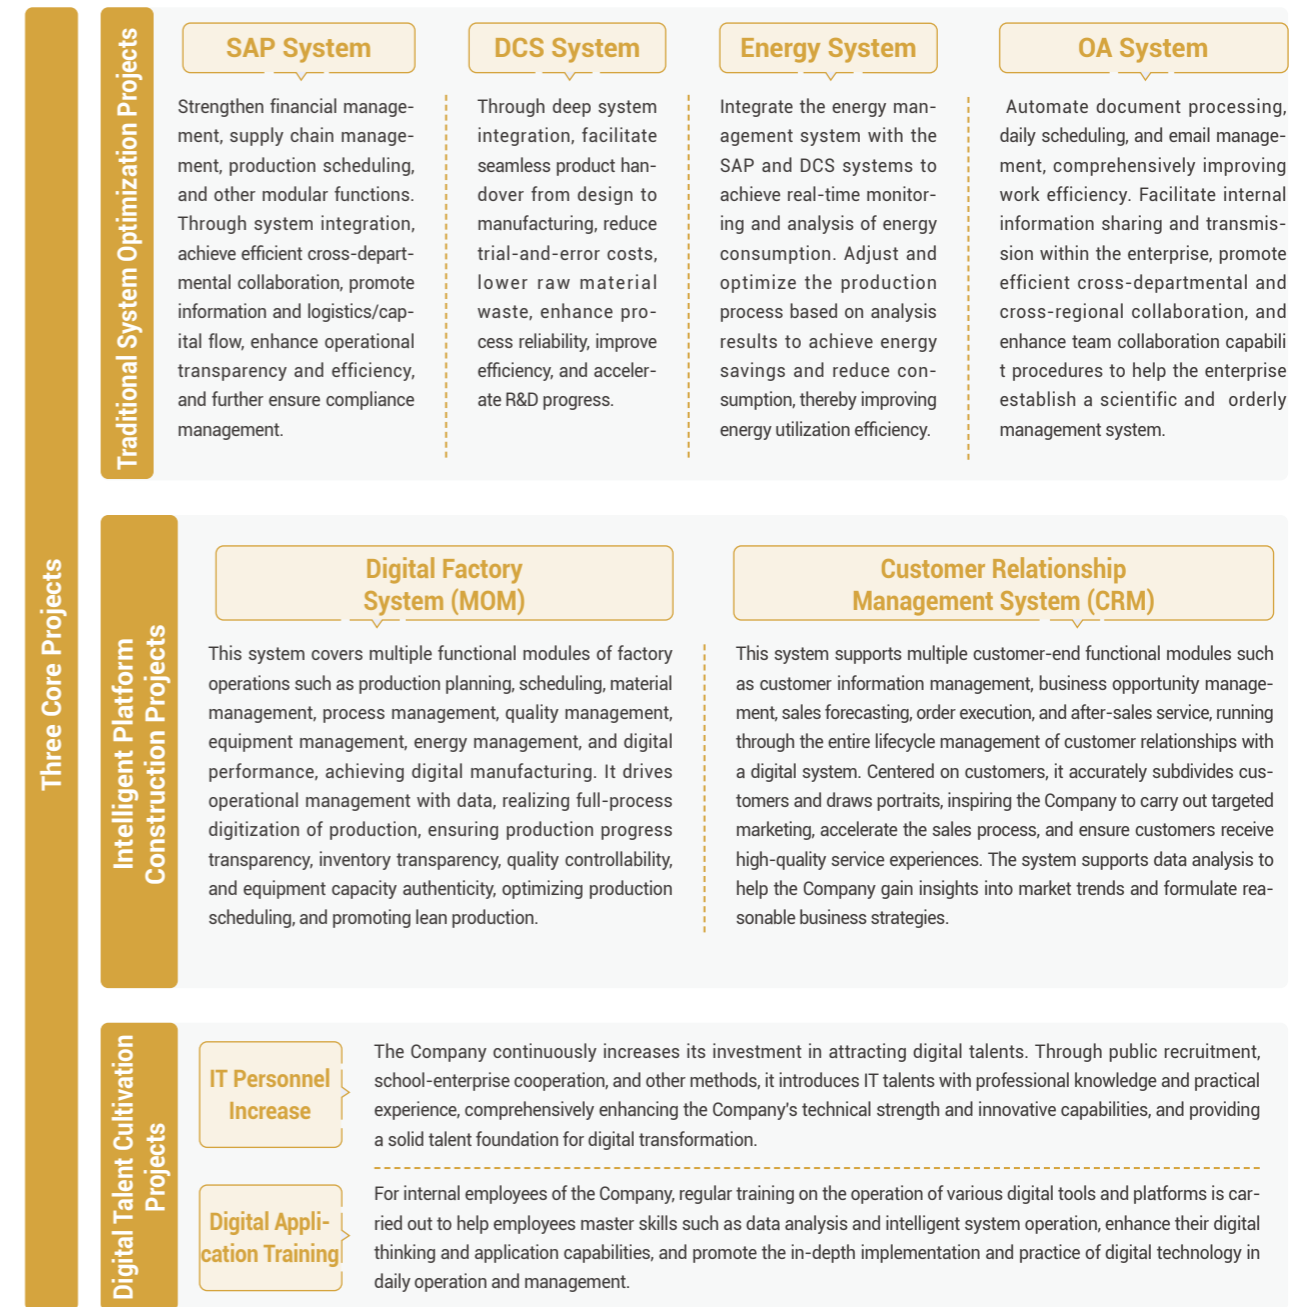 Three Core Projects
Traditional System Optimization Projects
SAP System
Strengthen financial manage-
ment, supply chain manage-
ment, production scheduling,
and other modular functions.
Through system integration,
achieve efficient cross-depart-
mental collaboration, promote
information and logistics/cap-
ital flow, enhance operational
transparency and efficiency,
and further ensure compliance
management.
DCS System
Through deep system
integration, facilitate
seamless product han-
dover from design to
manufacturing, reduce
trial-and-error costs,
lower raw material
waste, enhance pro-
cess reliability, improve
efficiency, and acceler-
ate R&D progress.
Energy System
Integrate the energy man-
agement system with the
SAP and DCS systems to
achieve real-time monitor-
ing and analysis of energy
consumption. Adjust and
optimize the production
process based on analysis
results to achieve energy
savings and reduce con-
sumption, thereby improving
energy utilization efficiency.
OA System
Automate document processing,
daily scheduling, and email manage-
ment, comprehensively improving
work efficiency. Facilitate internal
information sharing and transmis-
sion within the enterprise, promote
efficient cross-departmental and
cross-regional collaboration, and
enhance team collaboration capabili
t procedures to help the enterprise
establish a scientific and orderly
management system.
Intelligent Platform
Construction Projects
Digital Factory
System (MOM)
This system covers multiple functional modules of factory
operations such as production planning, scheduling, material
management, process management, quality management,
equipment management, energy management, and digital
performance, achieving digital manufacturing. It drives
operational management with data, realizing full-process
digitization of production, ensuring production progress
transparency, inventory transparency, quality controllability,
and equipment capacity authenticity, optimizing production
scheduling, and promoting lean production.
Customer Relationship
Management System (CRM)
This system supports multiple customer-end functional modules such
as customer information management, business opportunity manage-
ment, sales forecasting, order execution, and after-sales service, running
through the entire lifecycle management of customer relationships with
a digital system. Centered on customers, it accurately subdivides cus-
tomers and draws portraits, inspiring the Company to carry out targeted
marketing, accelerate the sales process, and ensure customers receive
high-quality service experiences. The system supports data analysis to
help the Company gain insights into market trends and formulate rea-
sonable business strategies.
Digital Talent Cultivation
Projects
IT Personnel
Increase
The Company continuously increases its investment in attracting digital talents. Through public recruitment,
school-enterprise cooperation, and other methods, it introduces IT talents with professional knowledge and practical
experience, comprehensively enhancing the Company's technical strength and innovative capabilities, and providing
a solid talent foundation for digital transformation.
Digital Appli-
cation Training
For internal employees of the Company, regular training on the operation of various digital tools and platforms is car-
ried out to help employees master skills such as data analysis and intelligent system operation, enhance their digital
thinking and application capabilities, and promote the in-depth implementation and practice of digital technology in
daily operation and management.